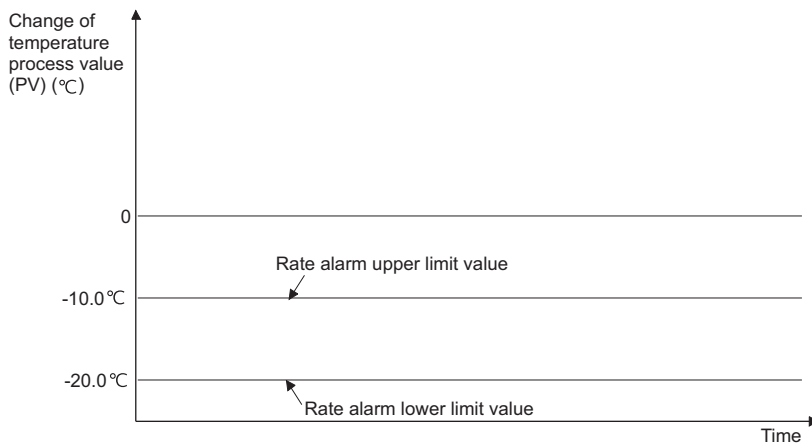 Change of
temperature
process value
(PV) (℃)
0
Rate alarm upper limit value
-10.0℃
-20.0℃
Rate alarm lower limit value
Time